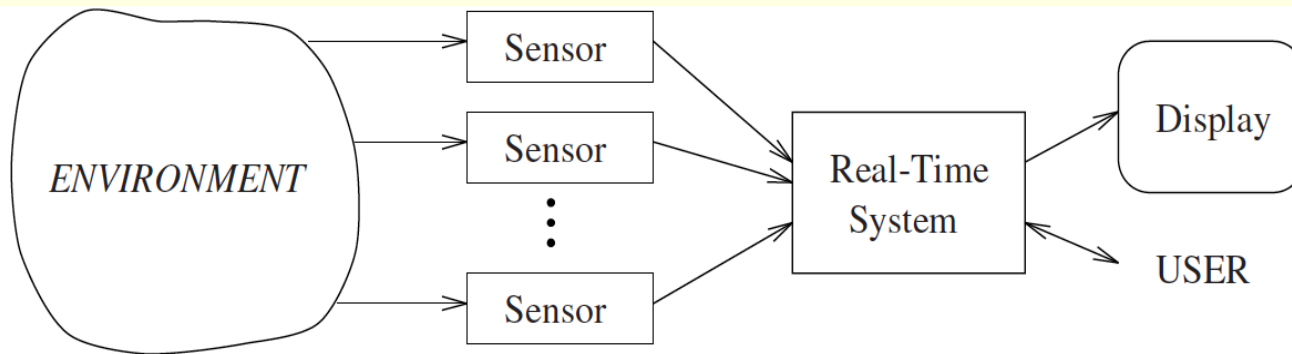 ENVIRONMENT
Sensor
Sensor
Sensor
Real-Time
System
Display
USER